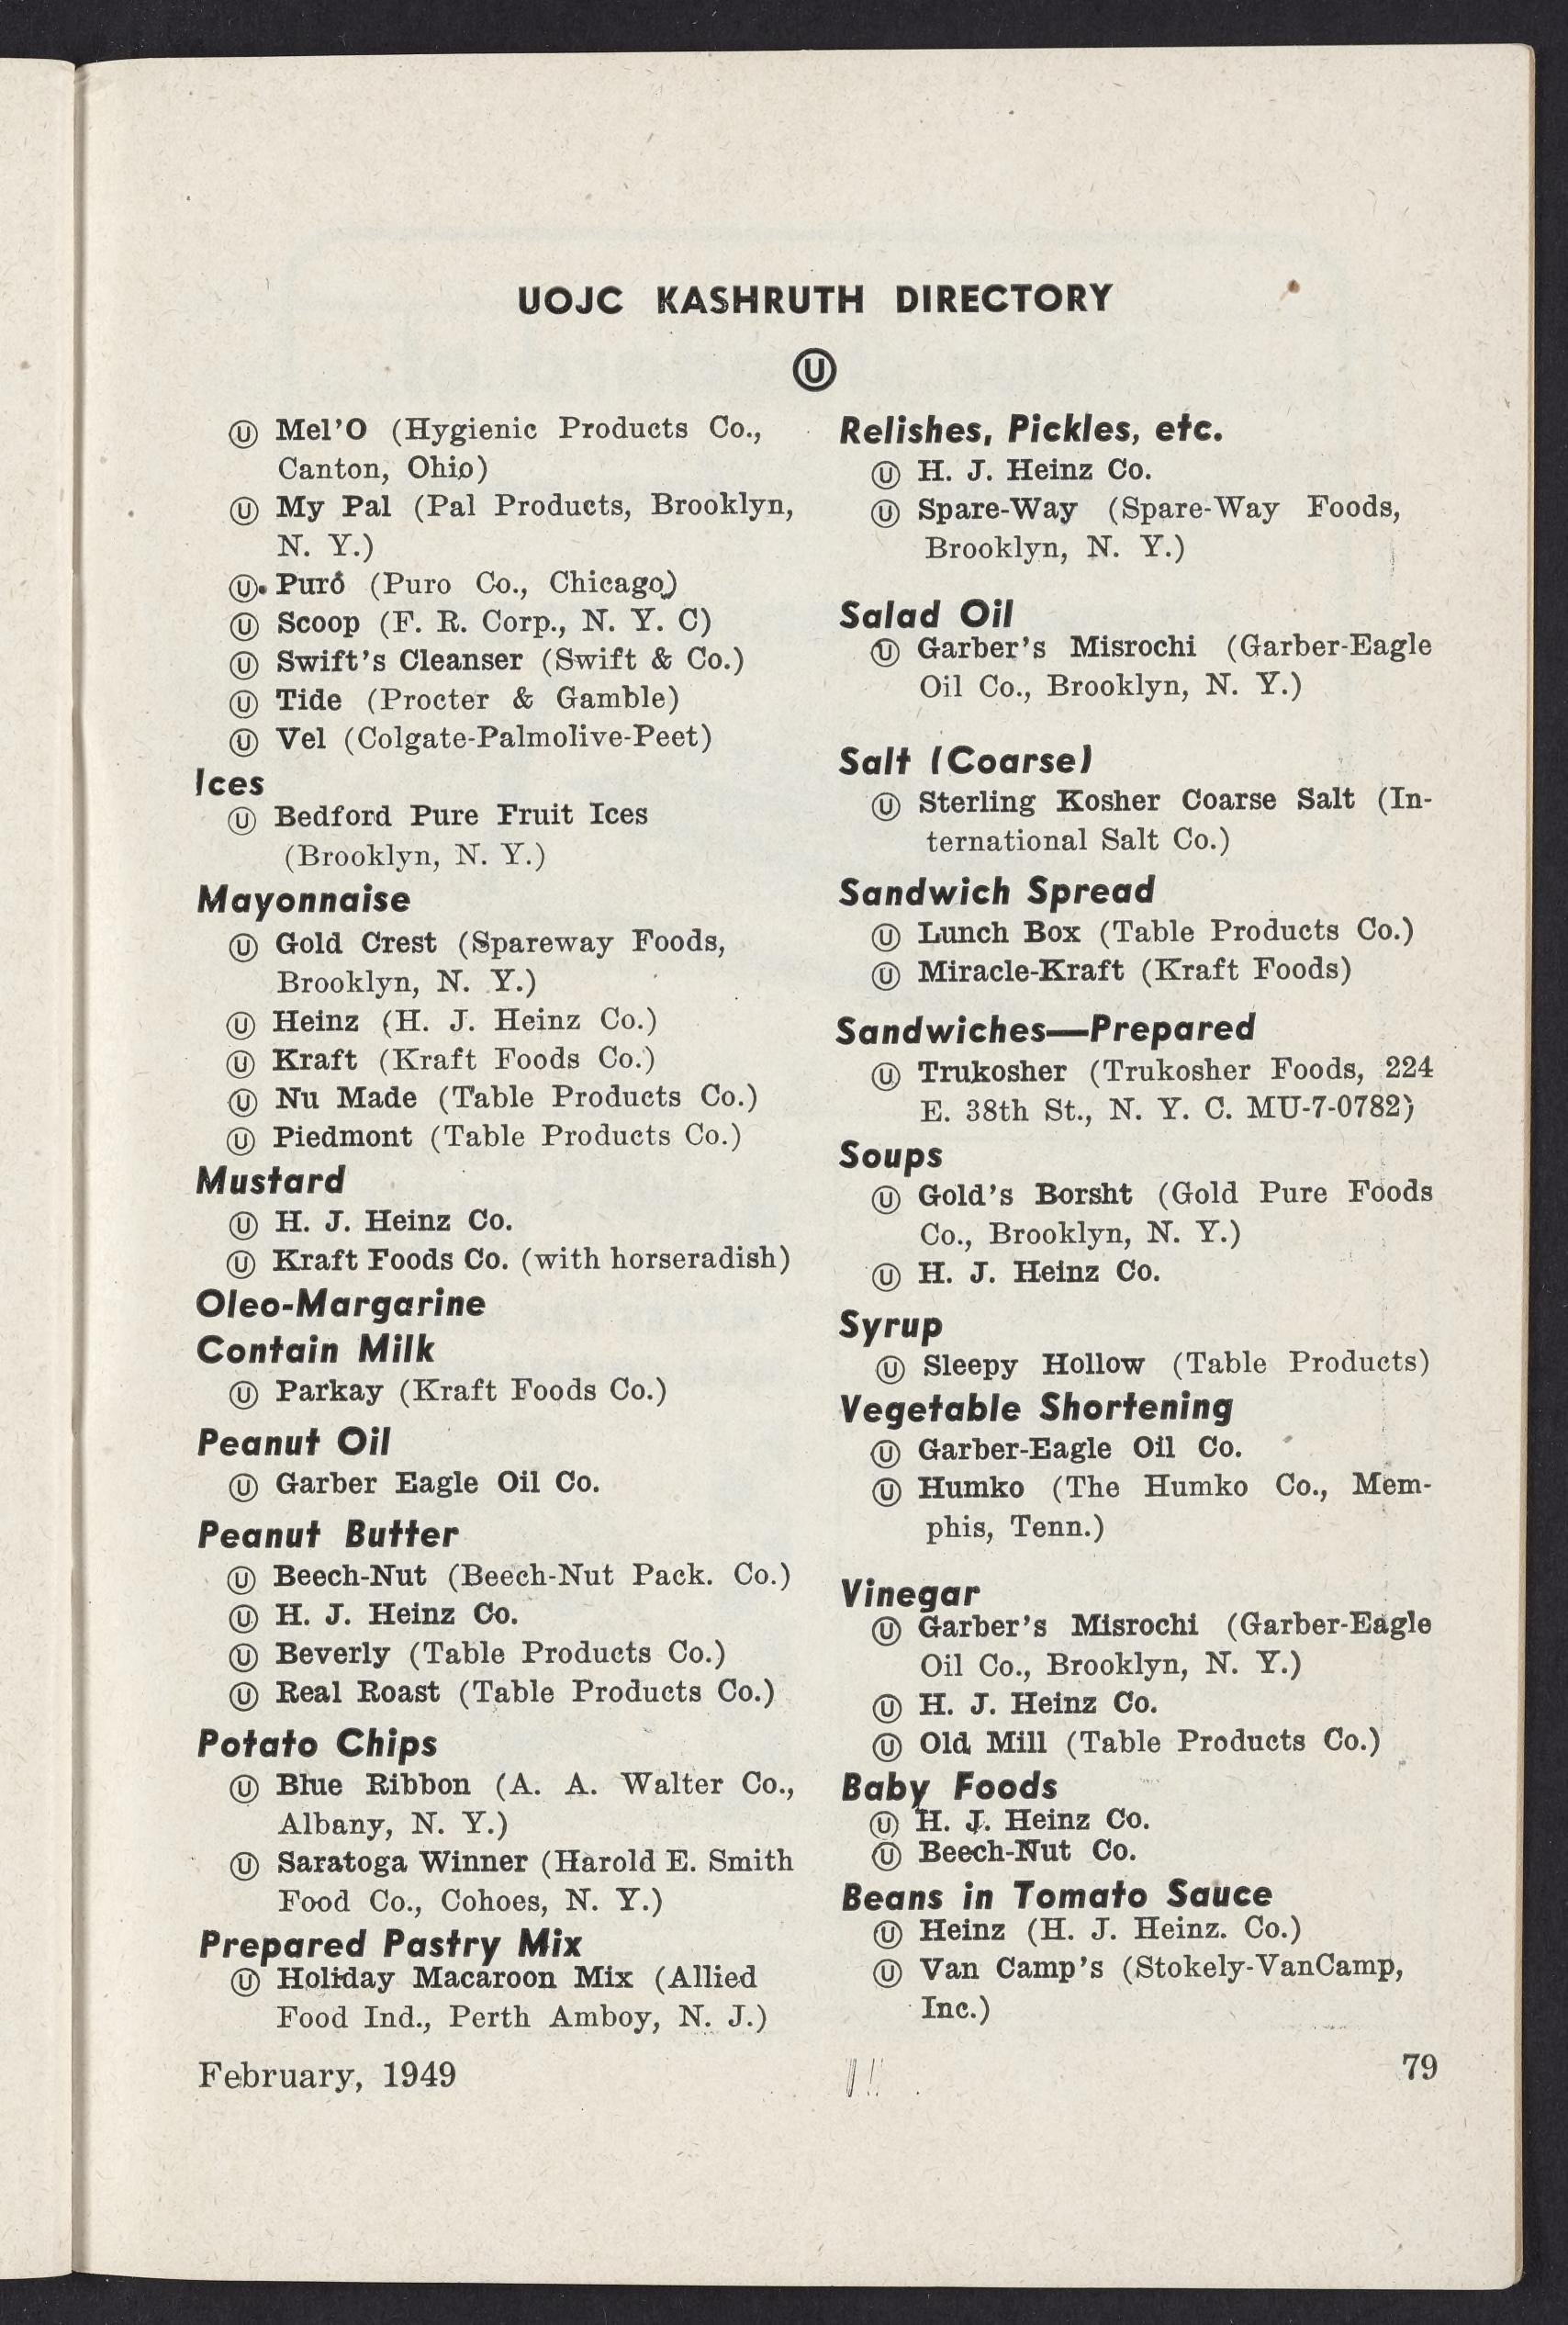 UOJC KASHRUTH DIRECTORY
Ⓤ
Ⓤ Mel'O (Hygienic Products Co.,
Canton, Ohio)
Ⓤ My Pal (Pal Products, Brooklyn,
N. Y.)
Ⓤ Puro (Puro Co., Chicago)
Ⓤ Scoop (F. R. Corp., N. Y. C)
Ⓤ Swift's Cleanser (Swift & Co.)
Ⓤ Tide (Procter & Gamble)
Ⓤ Vel (Colgate-Palmolive-Peet)
Ices
Ⓤ Bedford Pure Fruit Ices
(Brooklyn, N. Y.)
Mayonnaise
Ⓤ Gold Crest (Spareway Foods,
Brooklyn, N. Y.)
Ⓤ Heinz (H. J. Heinz Co.)
Ⓤ Kraft (Kraft Foods Co.)
Ⓤ Nu Made (Table Products Co.)
Ⓤ Piedmont (Table Products Co.)
Mustard
Ⓤ H. J. Heinz Co.
Ⓤ Kraft Foods Co. (with horseradish)
Oleo-Margarine
Contain Milk
Ⓤ Parkay (Kraft Foods Co.)
Peanut Oil
Ⓤ Garber Eagle Oil Co.
Peanut Butter
Ⓤ Beech-Nut (Beech-Nut Pack. Co.)
Ⓤ H. J. Heinz Co.
Ⓤ Beverly (Table Products Co.)
Ⓤ Real Roast (Table Products Co.)
Potato Chips
Ⓤ Blue Ribbon (A. A. Walter Co.,
Albany, N. Y.)
Ⓤ Saratoga Winner (Harold E. Smith
Food Co., Cohoes, N. Y.)
Prepared Pastry Mix
Ⓤ Holiday Macaroon Mix (Allied
Food Ind., Perth Amboy, N. J.)
Relishes, Pickles, etc.
Ⓤ H. J. Heinz Co.
Ⓤ Spare-Way (Spare-Way Foods,
Brooklyn, N. Y.)
Salad Oil
Ⓤ Garber's Misrochi (Garber-Eagle
Oil Co., Brooklyn, N. Y.)
Salt (Coarse)
Ⓤ Sterling Kosher Coarse Salt (In-
ternational Salt Co.)
Sandwich Spread
Ⓤ Lunch Box (Table Products Co.)
Ⓤ Miracle-Kraft (Kraft Foods)
Sandwiches—Prepared
Ⓤ Trukosher (Trukosher Foods, 224
E. 38th St., N. Y. C. MU-7-0782)
Soups
Ⓤ Gold's Borsht (Gold Pure Foods
Co., Brooklyn, N. Y.)
Ⓤ H. J. Heinz Co.
Syrup
Ⓤ Sleepy Hollow (Table Products)
Vegetable Shortening
Ⓤ Garber-Eagle Oil Co.
Ⓤ Humko (The Humko Co., Mem-
phis, Tenn.)
Vinegar
Ⓤ Garber's Misrochi (Garber-Eagle
Oil Co., Brooklyn, N. Y.)
Ⓤ H. J. Heinz Co.
Ⓤ Old Mill (Table Products Co.)
Baby Foods
Ⓤ H. J. Heinz Co.
Ⓤ Beech-Nut Co.
Beans in Tomato Sauce
Ⓤ Heinz (H. J. Heinz. Co.)
Ⓤ Van Camp's (Stokely-VanCamp,
Inc.)
February, 1949
79